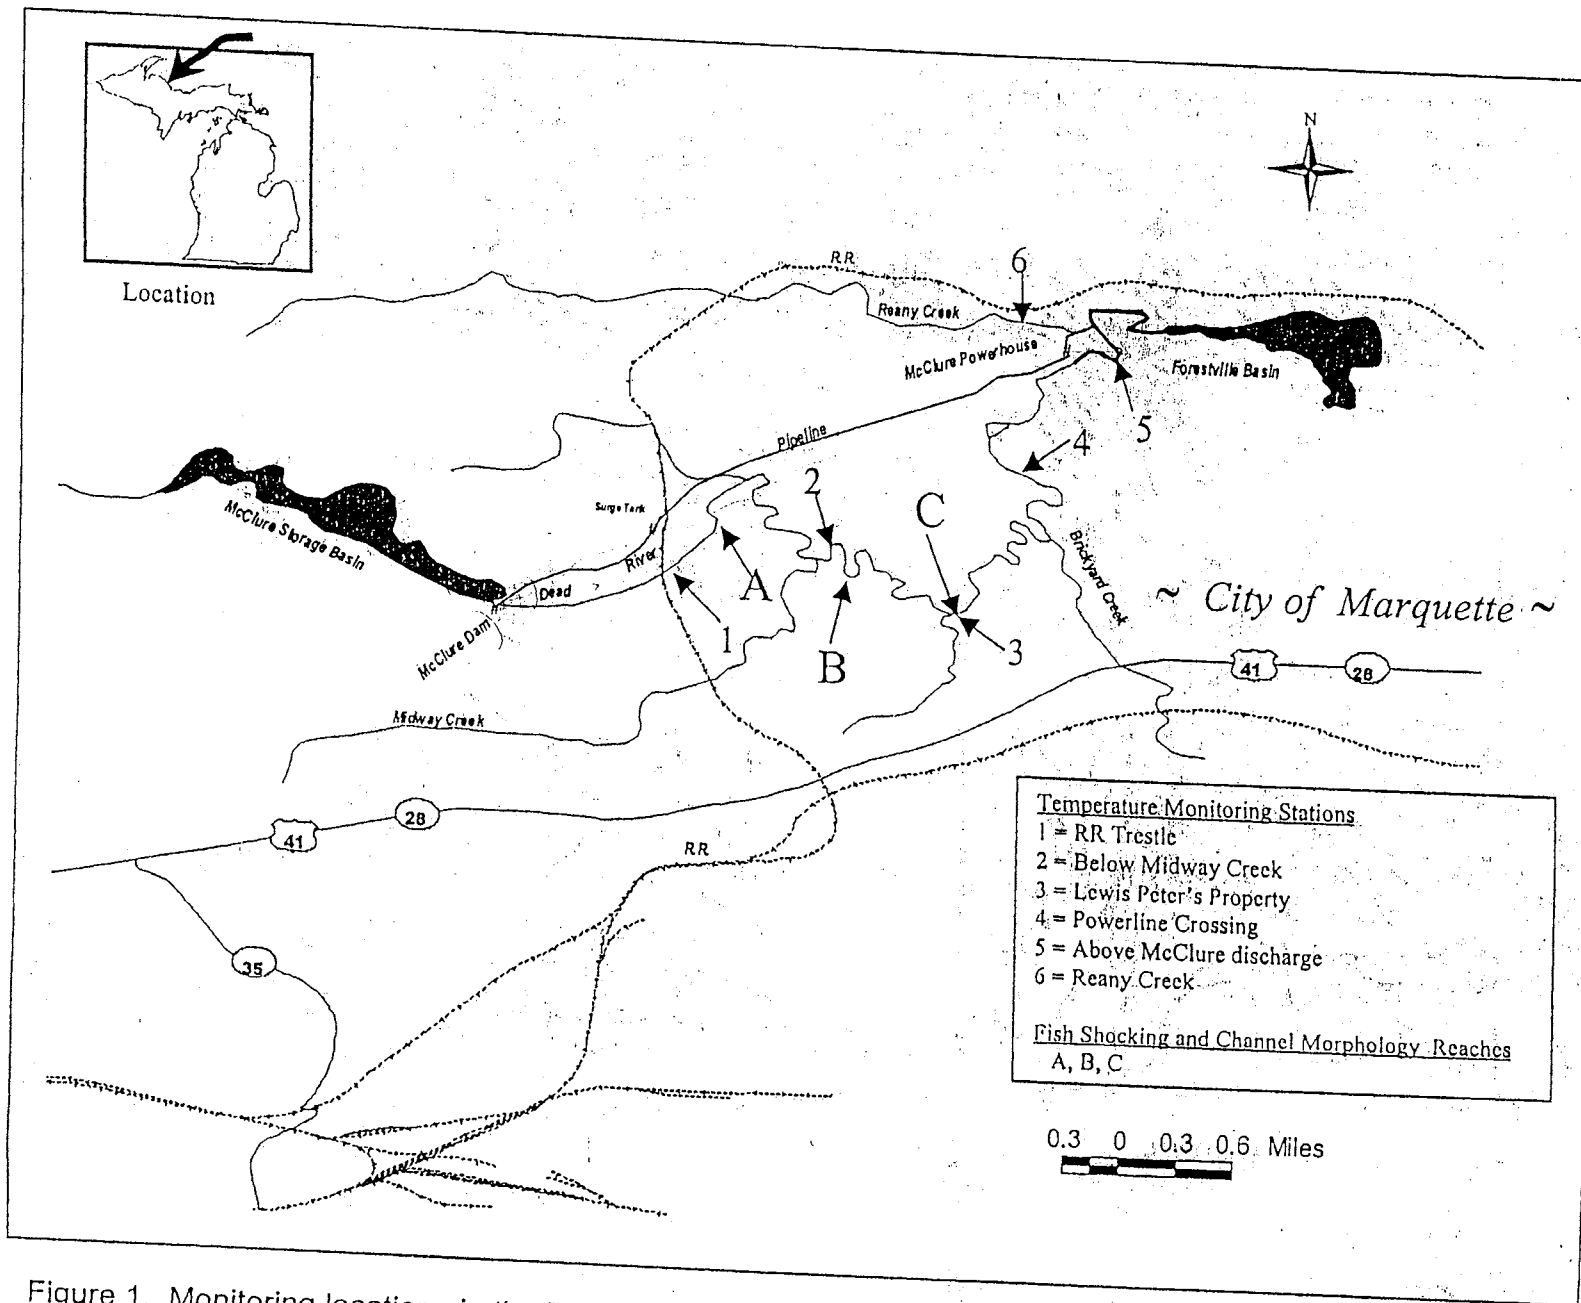 Location
N
RR
6
Reany Creek
McClure Powerhouse
Forestville Basin
5
4
Pipeline
2
C
Surge Tank
McClure Storage Basin
River
Dead
A
Brickyard Creek
~ City of Marquette ~
McClure Dam
1
B
3
41
28
Midway Creek
28
41
RR
35
Temperature Monitoring Stations
1 = RR Trestle
2 = Below Midway Creek
3 = Lewis Peter's Property
4 = Powerline Crossing
5 = Above McClure discharge
6 = Reany Creek
Fish Shocking and Channel Morphology Reaches
A, B, C
0.3 0 0.3 0.6 Miles
Figure 1. Monitoring locations